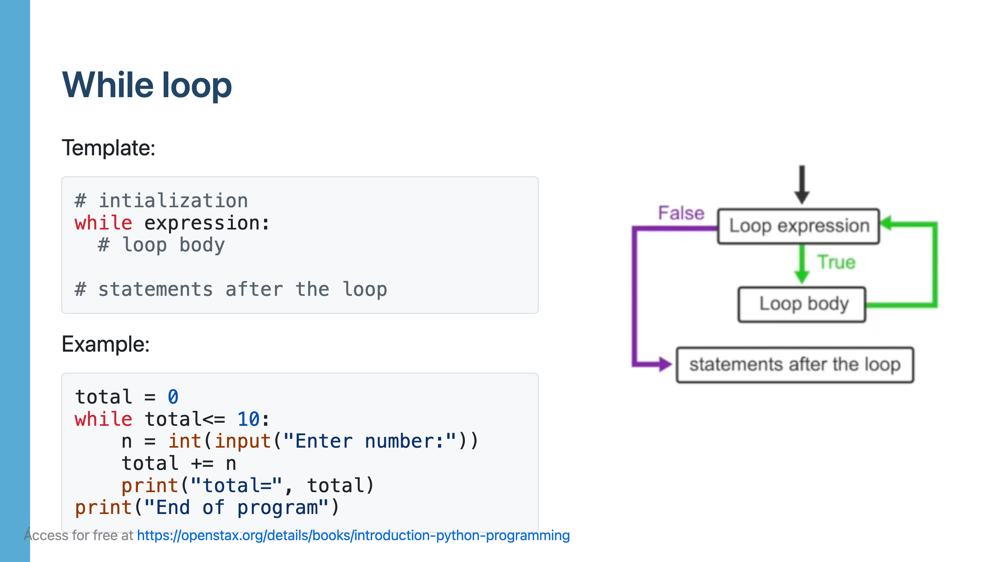 While loop
Template:
# intialization
while expression:
  # loop body

# statements after the loop
Example:
total = 0
while total<= 10:
    n = int(input("Enter number:"))
    total += n
    print("total=", total)
print("End of program")
False
Loop expression
True
Loop body
statements after the loop
Áccess for free at https://openstax.org/details/books/introduction-python-programming